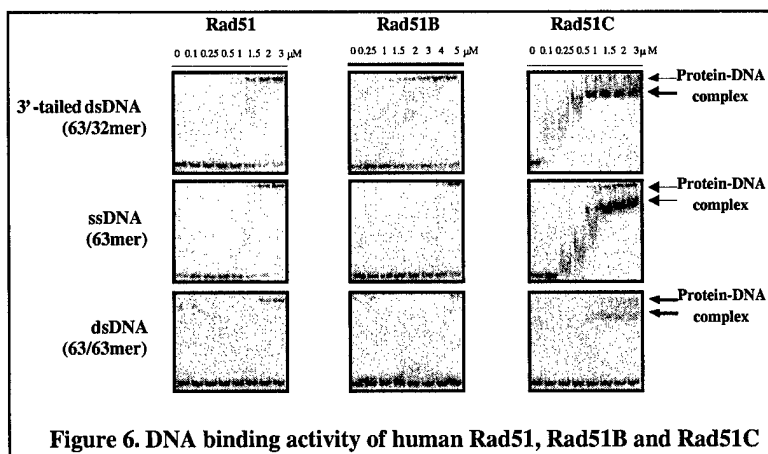 Rad51 Rad51B Rad51C
0 0.1 0.25 0.5 1 1.5 2 3 μM 0 0.25 1 1.5 2 3 4 5 μM 0 0.1 0.25 0.5 1 1.5 2 3 μM
3'-tailed dsDNA
(63/32mer)
Protein-DNA
complex
ssDNA
(63mer)
Protein-DNA
complex
dsDNA
(63/63mer)
Protein-DNA
complex
Figure 6. DNA binding activity of human Rad51, Rad51B and Rad51C